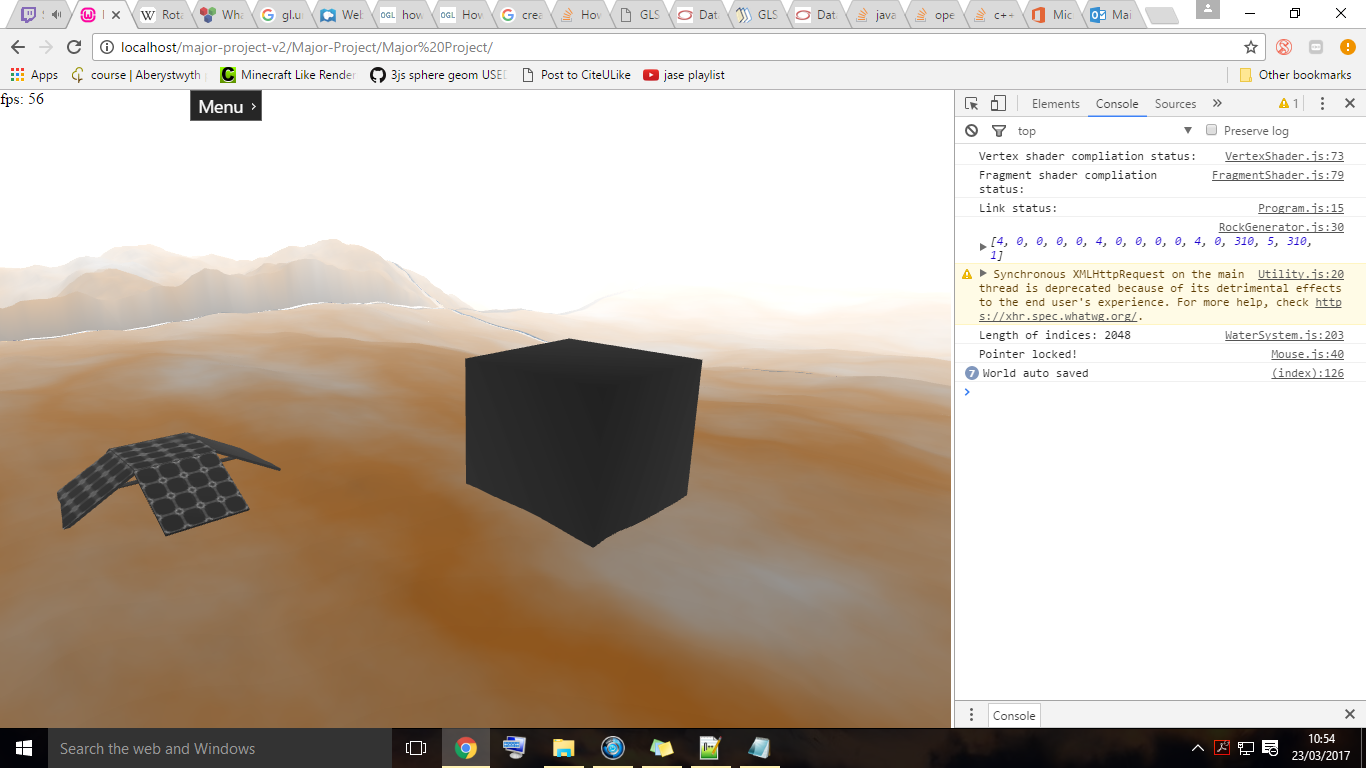 Rota
Wha
gl.u
Web
how
How
crea
Hov
GLS
Data
GLS
Data
java
ope
c++
Mic
Mai
localhost/major-project-v2/Major-Project/Major%20Project/
Apps
course | Aberystwyth
Minecraft Like Render
3js sphere geom USED
Post to CiteULike
jase playlist
Other bookmarks
fps: 56
Menu ›
Elements
Console
Sources
»
1
top
Preserve log
Vertex shader compliation status: VertexShader.js:73
Fragment shader compliation FragmentShader.js:79
status:
Link status: Program.js:15
RockGenerator.js:30
[4, 0, 0, 0, 0, 4, 0, 0, 0, 0, 4, 0, 310, 5, 310,
1]
Synchronous XMLHttpRequest on the main Utility.js:20
thread is deprecated because of its detrimental effects
to the end user's experience. For more help, check http
s://xhr.spec.whatwg.org/.
Length of indices: 2048 WaterSystem.js:203
Pointer locked! Mouse.js:40
7 World auto saved (index):126
Console
Search the web and Windows
10:54
23/03/2017